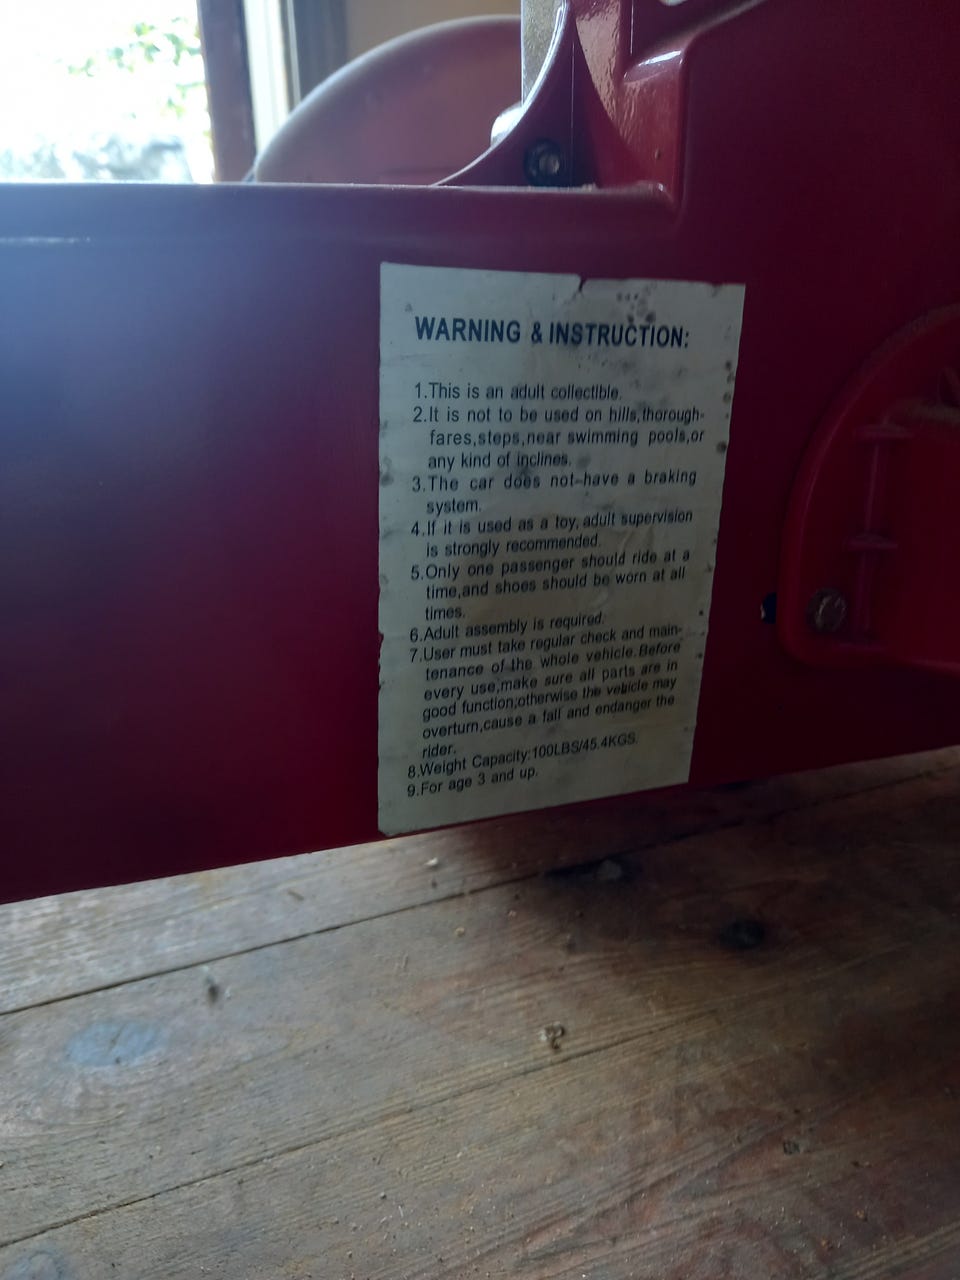 WARNING & INSTRUCTION:
1.This is an adult collectible.
2.It is not to be used on hills,thorough-
fares,steps,near swimming pools,or
any kind of inclines.
3.The car does not have a braking
system.
4.If it is used as a toy, adult supervision
is strongly recommended.
5.Only one passenger should ride at a
time,and shoes should be worn at all
times.
6.Adult assembly is required.
7.User must take regular check and main-
tenance of the whole vehicle.Before
every use,make sure all parts are in
good function;otherwise the vehicle may
overturn,cause a fall and endanger the
rider.
8.Weight Capacity:100LBS/45.4KGS.
9.For age 3 and up.